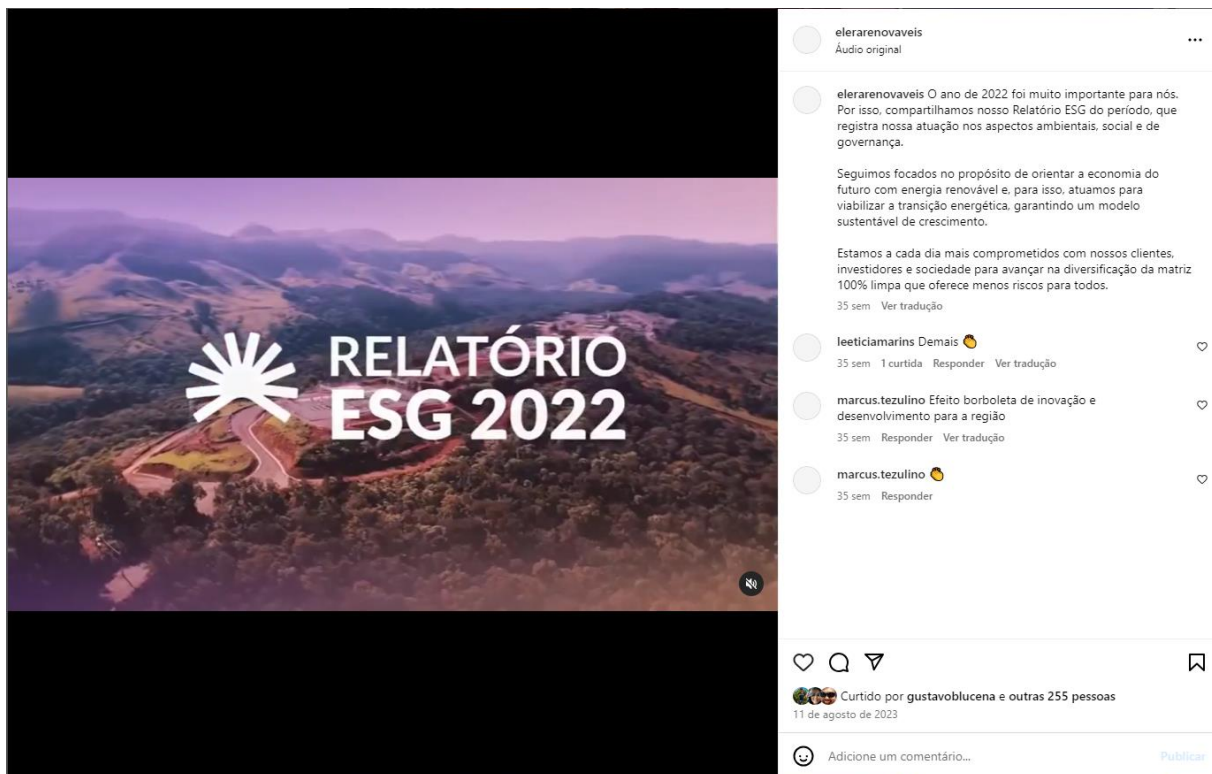 RELATÓRIO
ESG 2022
elerarenovaveis
Áudio original
elerarenovaveis O ano de 2022 foi muito importante para nós.
Por isso, compartilhamos nosso Relatório ESG do período, que
registra nossa atuação nos aspectos ambientais, social e de
governança.
Seguimos focados no propósito de orientar a economia do
futuro com energia renovável e, para isso, atuamos para
viabilizar a transição energética, garantindo um modelo
sustentável de crescimento.
Estamos a cada dia mais comprometidos com nossos clientes,
investidores e sociedade para avançar na diversificação da matriz
100% limpa que oferece menos riscos para todos.
35 sem Ver tradução
leeticiamarins Demais 👏
35 sem 1 curtida Responder Ver tradução
marcus.tezulino Efeito borboleta de inovação e
desenvolvimento para a região
35 sem Responder Ver tradução
marcus.tezulino 👏
35 sem Responder
Curtido por gustavoblucena e outras 255 pessoas
11 de agosto de 2023
Adicione um comentário...
Publicar